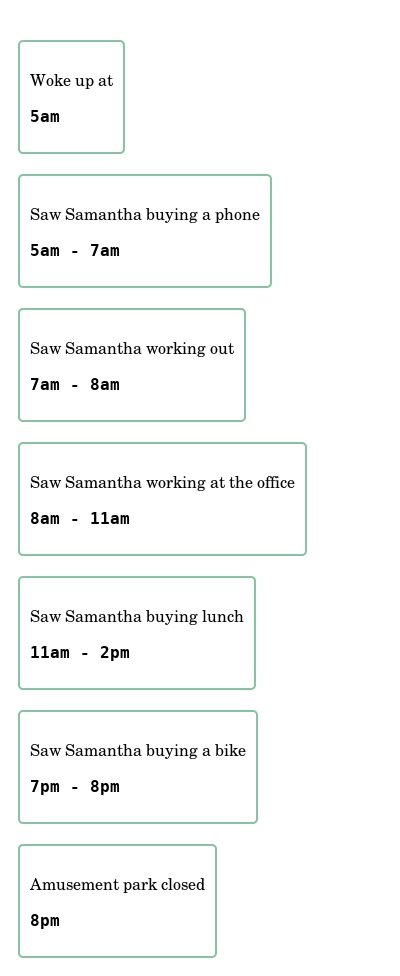 Woke up at
5am
Saw Samantha buying a phone
5am - 7am
Saw Samantha working out
7am - 8am
Saw Samantha working at the office
8am - 11am
Saw Samantha buying lunch
11am - 2pm
Saw Samantha buying a bike
7pm - 8pm
Amusement park closed
8pm